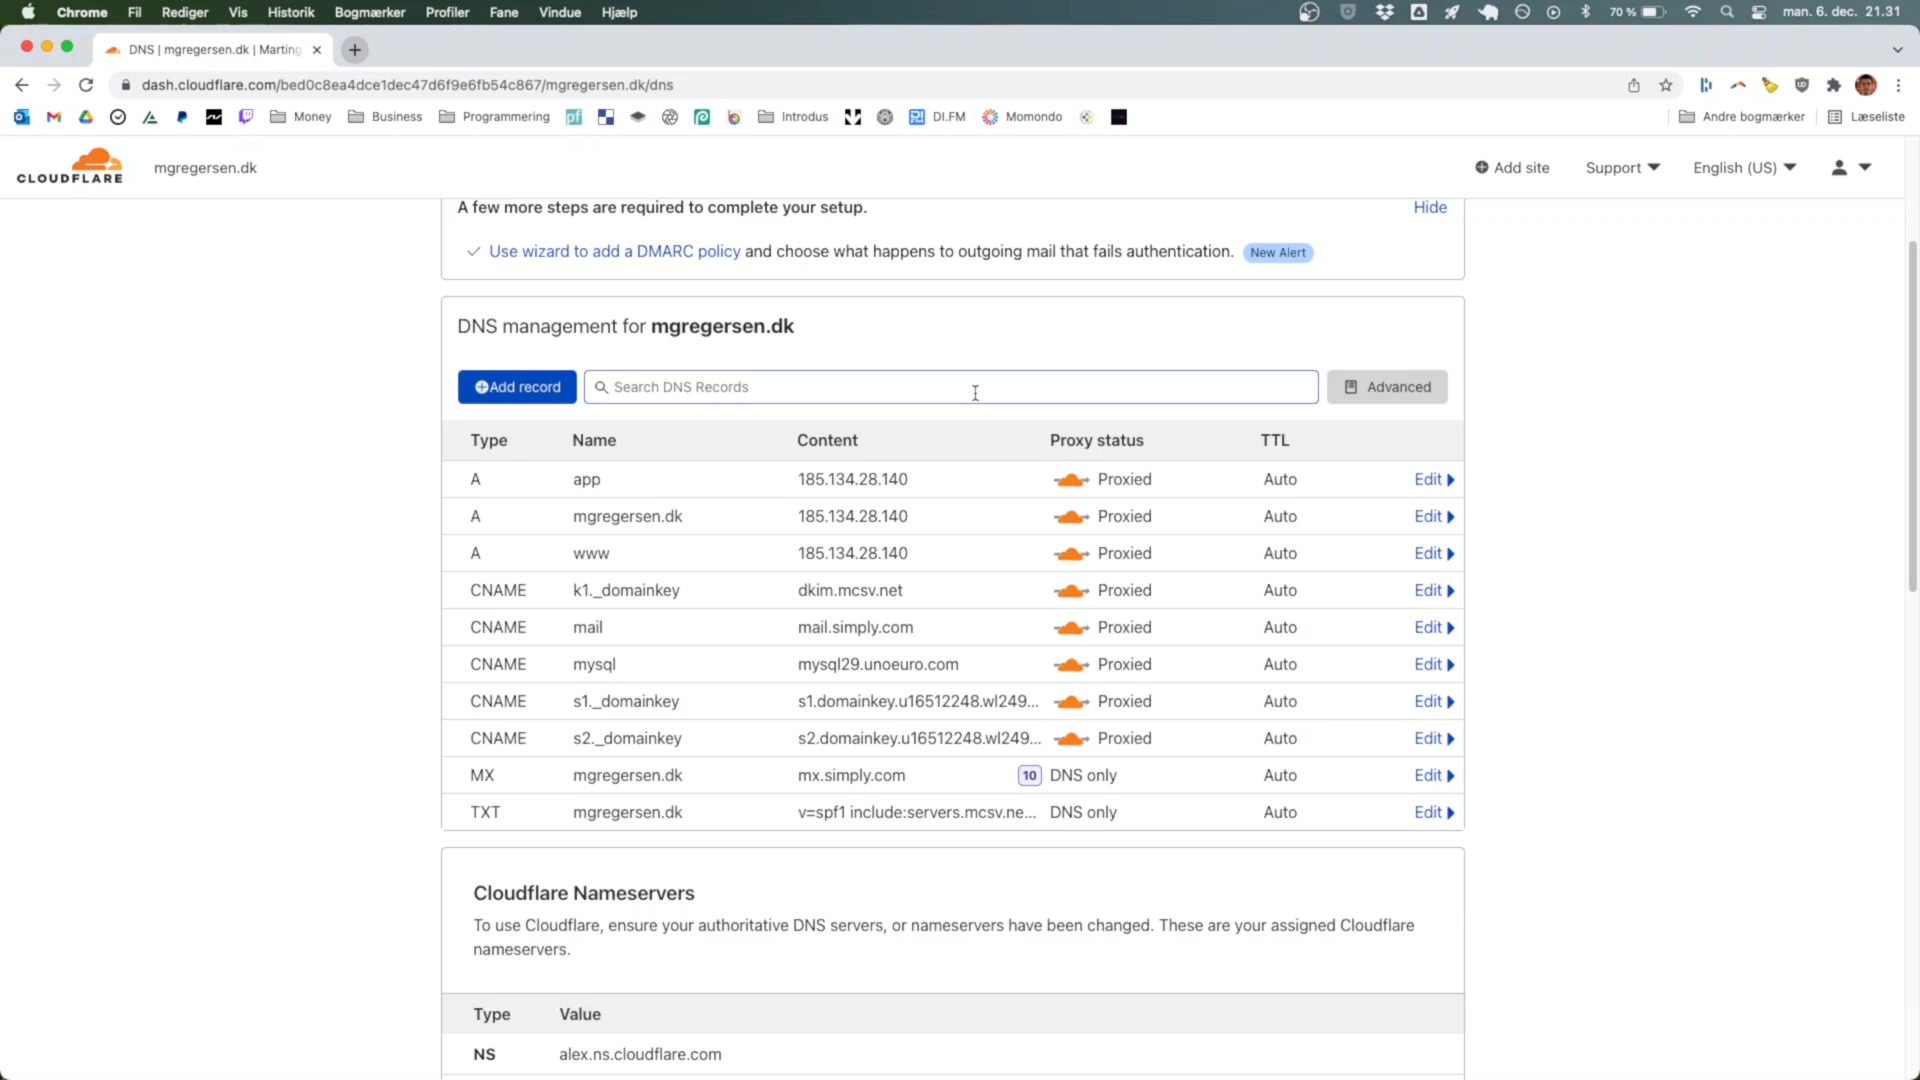 Chrome Fil Rediger Vis Historik Bogmærker Profiler Fane Vindue Hjælp 70 % man. 6. dec. 21.31
DNS | mgregersen.dk | Marting
dash.cloudflare.com/bed0c8ea4dce1dec47d6f9e6fb54c867/mgregersen.dk/dns
Money Business Programmering Introdus DI.FM Momondo Andre bogmærker Læseliste
CLOUDFLARE mgregersen.dk Add site Support English (US)
A few more steps are required to complete your setup. Hide
Use wizard to add a DMARC policy and choose what happens to outgoing mail that fails authentication. New Alert
DNS management for mgregersen.dk
Add record Search DNS Records Advanced
Type Name Content Proxy status TTL
A app 185.134.28.140 Proxied Auto Edit
A mgregersen.dk 185.134.28.140 Proxied Auto Edit
A www 185.134.28.140 Proxied Auto Edit
CNAME k1._domainkey dkim.mcsv.net Proxied Auto Edit
CNAME mail mail.simply.com Proxied Auto Edit
CNAME mysql mysql29.unoeuro.com Proxied Auto Edit
CNAME s1._domainkey s1.domainkey.u16512248.wl249... Proxied Auto Edit
CNAME s2._domainkey s2.domainkey.u16512248.wl249... Proxied Auto Edit
MX mgregersen.dk mx.simply.com 10 DNS only Auto Edit
TXT mgregersen.dk v=spf1 include:servers.mcsv.ne... DNS only Auto Edit
Cloudflare Nameservers
To use Cloudflare, ensure your authoritative DNS servers, or nameservers have been changed. These are your assigned Cloudflare
nameservers.
Type Value
NS alex.ns.cloudflare.com